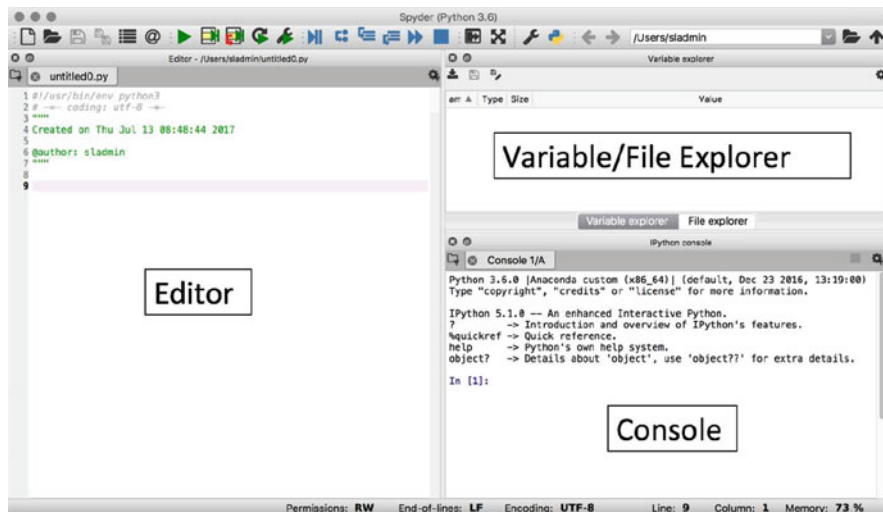 Spyder (Python 3.6)
/Users/sladmin
Editor - /Users/sladmin/untitled0.py
untitled0.py
1 #!/usr/bin/env python3
2 # -*- coding: utf-8 -*-
3 """
4 Created on Thu Jul 13 08:48:44 2017
5
6 @author: sladmin
7 """
8
9
Editor
Variable explorer
Type Size Value
Variable/File Explorer
Variable explorer File explorer
IPython console
Console 1/A
Python 3.6.0 |Anaconda custom (x86_64)| (default, Dec 23 2016, 13:19:00)
Type "copyright", "credits" or "license" for more information.
IPython 5.1.0 -- An enhanced Interactive Python.
? -> Introduction and overview of IPython's features.
%quickref -> Quick reference.
help -> Python's own help system.
object? -> Details about 'object', use 'object??' for extra details.
In [1]:
Console
Permissions: RW End-of-lines: LF Encoding: UTF-8 Line: 9 Column: 1 Memory: 73 %